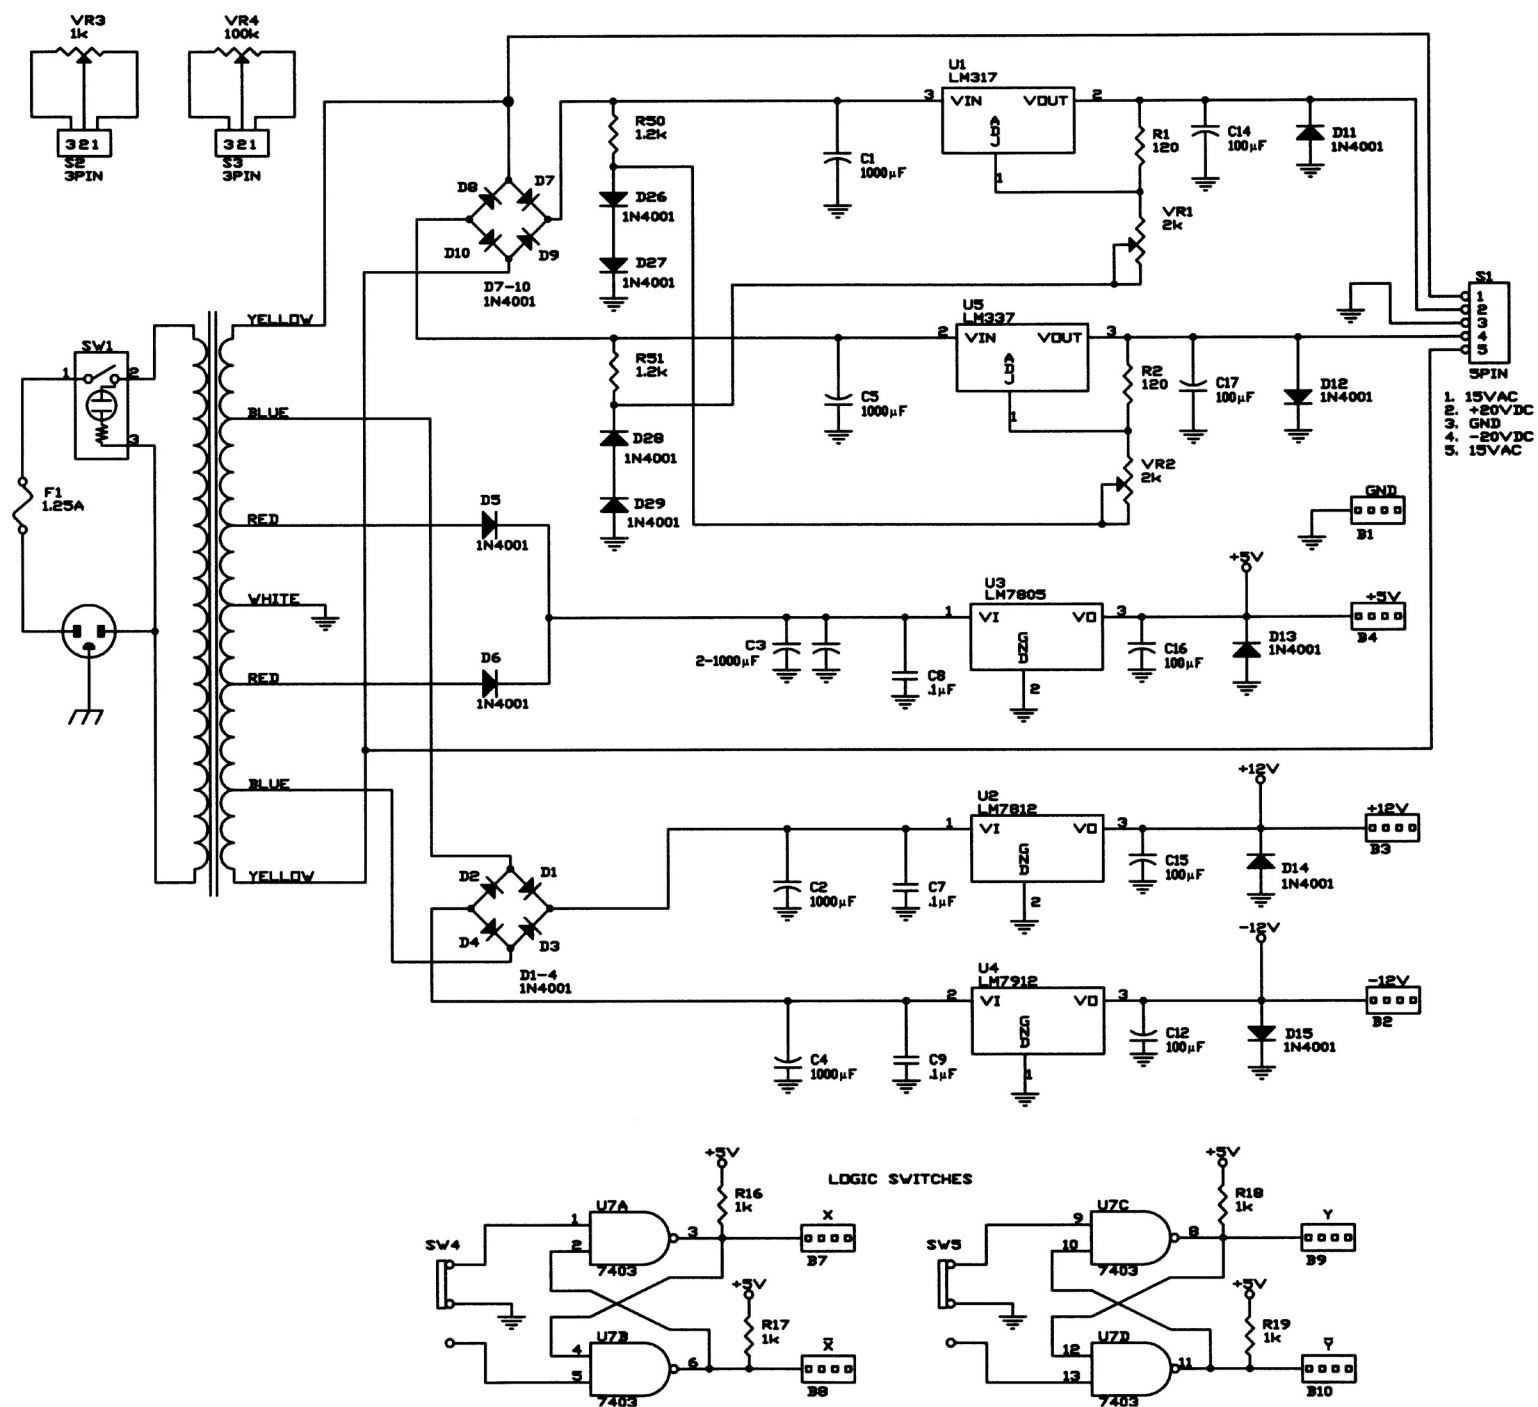 VR3
1k
321
S2
3PIN
VR4
100k
321
S3
3PIN
SW1
1
2
3
F1
1.25A
YELLOW
BLUE
RED
WHITE
RED
BLUE
YELLOW
D8
D7
D10
D9
D7-10
1N4001
R50
1.2k
D26
1N4001
D27
1N4001
C1
1000μF
U1
LM317
3
VIN
VOUT
2
ADJ
1
R1
120
C14
100μF
D11
1N4001
VR1
2k
R51
1.2k
D28
1N4001
D29
1N4001
C5
1000μF
U5
LM337
2
VIN
VOUT
3
ADJ
1
R2
120
C17
100μF
D12
1N4001
VR2
2k
S1
1
2
3
4
5
5PIN
1. 15VAC
2. +20VDC
3. GND
4. -20VDC
5. 15VAC
GND
B1
D5
1N4001
D6
1N4001
C3
2-1000μF
C8
.1μF
U3
LM7805
1
VI
VO
3
GND
2
C16
100μF
+5V
D13
1N4001
+5V
B4
D2
D1
D4
D3
D1-4
1N4001
C2
1000μF
C7
.1μF
U2
LM7812
1
VI
VO
3
GND
2
C15
100μF
+12V
D14
1N4001
+12V
B3
C4
1000μF
C9
.1μF
U4
LM7912
2
VI
VO
3
GND
1
C12
100μF
-12V
D15
1N4001
-12V
B2
LOGIC SWITCHES
SW4
U7A
1
2
3
7403
+5V
R16
1k
X
B7
U7B
4
5
6
7403
+5V
R17
1k
X̅
B8
SW5
U7C
9
10
8
7403
+5V
R18
1k
Y
B9
U7D
12
13
11
7403
+5V
R19
1k
Y̅
B10